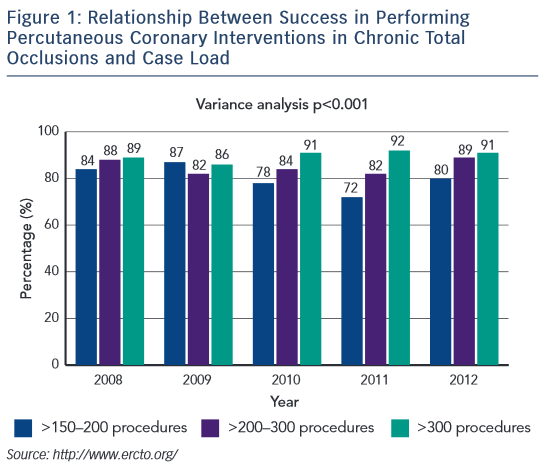 Figure 1: Relationship Between Success in Performing
Percutaneous Coronary Interventions in Chronic Total
Occlusions and Case Load
Variance analysis p<0.001
Percentage (%)
100
80
60
40
20
0
84 88 89
87 82 86
78 84 91
72 82 92
80 89 91
2008 2009 2010 2011 2012
Year
>150–200 procedures >200–300 procedures >300 procedures
Source: http://www.ercto.org/